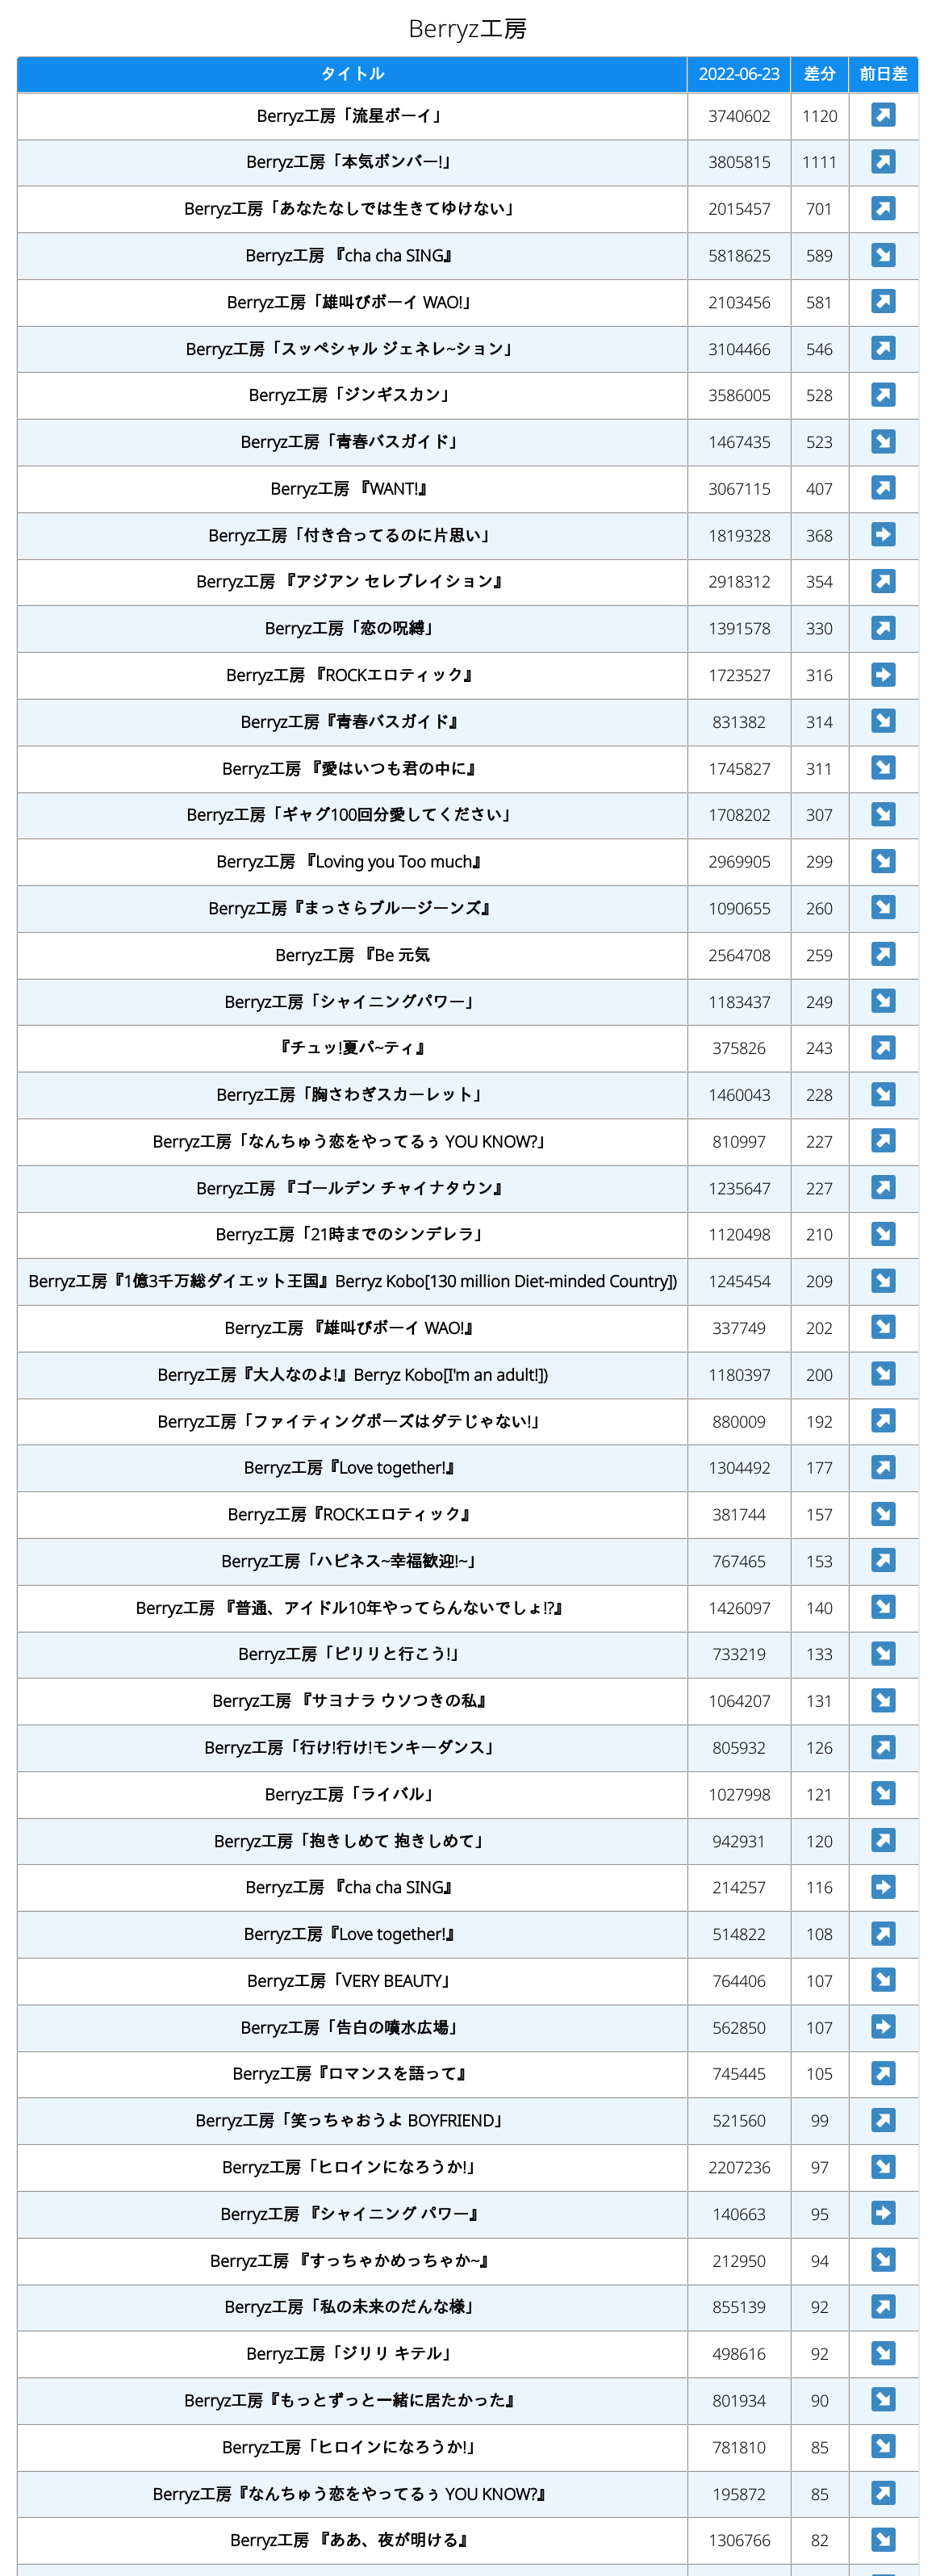 Berryz工房
タイトル 2022-06-23 差分 前日差
Berryz工房「流星ボーイ」 3740602 1120
Berryz工房「本気ボンバー!」 3805815 1111
Berryz工房「あなたなしでは生きてゆけない」 2015457 701
Berryz工房 『cha cha SING』 5818625 589
Berryz工房「雄叫びボーイ WAO!」 2103456 581
Berryz工房「スッペシャル ジェネレ~ション」 3104466 546
Berryz工房「ジンギスカン」 3586005 528
Berryz工房「青春バスガイド」 1467435 523
Berryz工房 『WANT!』 3067115 407
Berryz工房「付き合ってるのに片思い」 1819328 368
Berryz工房 『アジアン セレブレイション』 2918312 354
Berryz工房「恋の呪縛」 1391578 330
Berryz工房 『ROCKエロティック』 1723527 316
Berryz工房『青春バスガイド』 831382 314
Berryz工房 『愛はいつも君の中に』 1745827 311
Berryz工房「ギャグ100回分愛してください」 1708202 307
Berryz工房 『Loving you Too much』 2969905 299
Berryz工房『まっさらブルージーンズ』 1090655 260
Berryz工房 『Be 元気 2564708 259
Berryz工房「シャイニングパワー」 1183437 249
『チュッ!夏パ~ティ』 375826 243
Berryz工房「胸さわぎスカーレット」 1460043 228
Berryz工房「なんちゅう恋をやってるぅ YOU KNOW?」 810997 227
Berryz工房 『ゴールデン チャイナタウン』 1235647 227
Berryz工房「21時までのシンデレラ」 1120498 210
Berryz工房『1億3千万総ダイエット王国』Berryz Kobo[130 million Diet-minded Country]) 1245454 209
Berryz工房 『雄叫びボーイ WAO!』 337749 202
Berryz工房『大人なのよ!』Berryz Kobo[I'm an adult!]) 1180397 200
Berryz工房「ファイティングポーズはダテじゃない!」 880009 192
Berryz工房『Love together!』 1304492 177
Berryz工房『ROCKエロティック』 381744 157
Berryz工房「ハピネス~幸福歓迎!~」 767465 153
Berryz工房 『普通、アイドル10年やってらんないでしょ!?』 1426097 140
Berryz工房「ピリリと行こう!」 733219 133
Berryz工房 『サヨナラ ウソつきの私』 1064207 131
Berryz工房「行け!行け!モンキーダンス」 805932 126
Berryz工房「ライバル」 1027998 121
Berryz工房「抱きしめて 抱きしめて」 942931 120
Berryz工房 『cha cha SING』 214257 116
Berryz工房『Love together!』 514822 108
Berryz工房「VERY BEAUTY」 764406 107
Berryz工房「告白の噴水広場」 562850 107
Berryz工房『ロマンスを語って』 745445 105
Berryz工房「笑っちゃおうよ BOYFRIEND」 521560 99
Berryz工房「ヒロインになろうか!」 2207236 97
Berryz工房 『シャイニング パワー』 140663 95
Berryz工房 『すっちゃかめっちゃか~』 212950 94
Berryz工房「私の未来のだんな様」 855139 92
Berryz工房「ジリリ キテル」 498616 92
Berryz工房『もっとずっと一緒に居たかった』 801934 90
Berryz工房「ヒロインになろうか!」 781810 85
Berryz工房『なんちゅう恋をやってるぅ YOU KNOW?』 195872 85
Berryz工房 『ああ、夜が明ける』 1306766 82